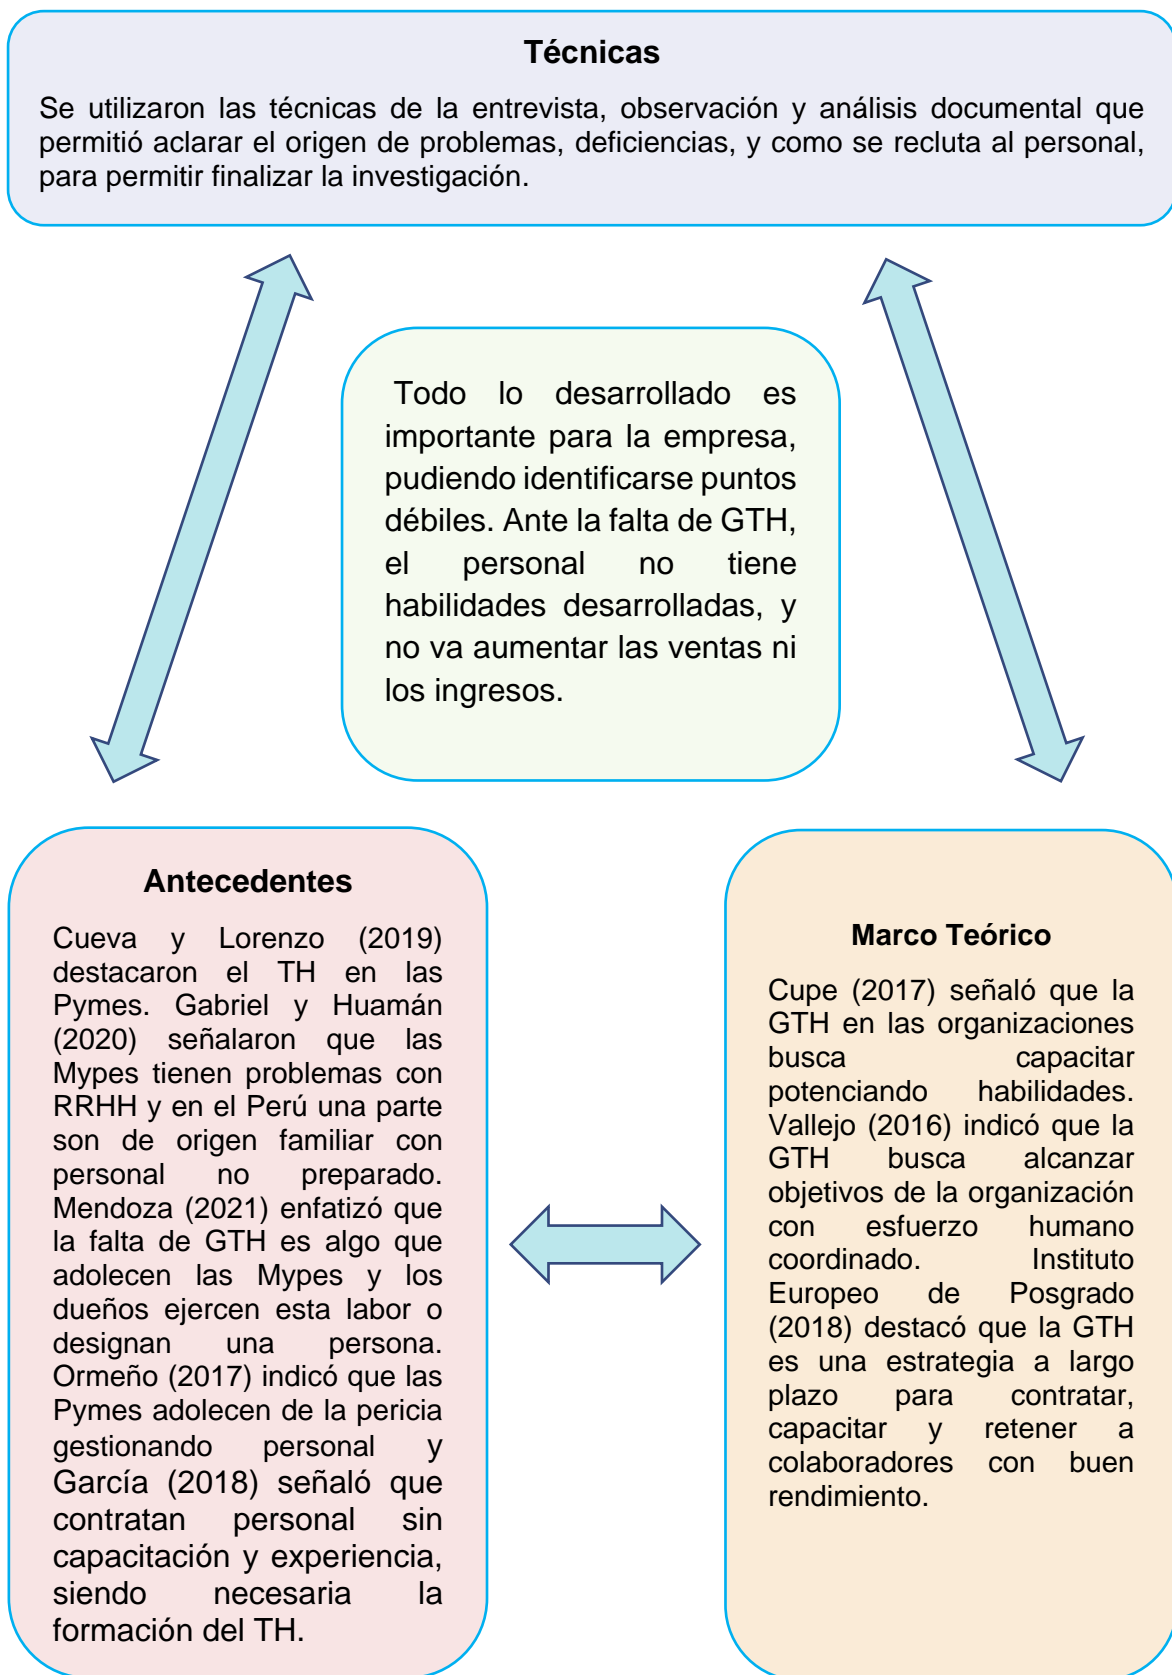 Técnicas
Se utilizaron las técnicas de la entrevista, observación y análisis documental que
permitió aclarar el origen de problemas, deficiencias, y como se recluta al personal,
para permitir finalizar la investigación.
Todo lo desarrollado es
importante para la empresa,
pudiendo identificarse puntos
débiles. Ante la falta de GTH,
el personal no tiene
habilidades desarrolladas, y
no va aumentar las ventas ni
los ingresos.
Antecedentes
Cueva y Lorenzo (2019)
destacaron el TH en las
Pymes. Gabriel y Huamán
(2020) señalaron que las
Mypes tienen problemas con
RRHH y en el Perú una parte
son de origen familiar con
personal no preparado.
Mendoza (2021) enfatizó que
la falta de GTH es algo que
adolecen las Mypes y los
dueños ejercen esta labor o
designan una persona.
Ormeño (2017) indicó que las
Pymes adolecen de la pericia
gestionando personal y
García (2018) señaló que
contratan personal sin
capacitación y experiencia,
siendo necesaria la
formación del TH.
Marco Teórico
Cupe (2017) señaló que la
GTH en las organizaciones
busca capacitar
potenciando habilidades.
Vallejo (2016) indicó que la
GTH busca alcanzar
objetivos de la organización
con esfuerzo humano
coordinado. Instituto
Europeo de Posgrado
(2018) destacó que la GTH
es una estrategia a largo
plazo para contratar,
capacitar y retener a
colaboradores con buen
rendimiento.